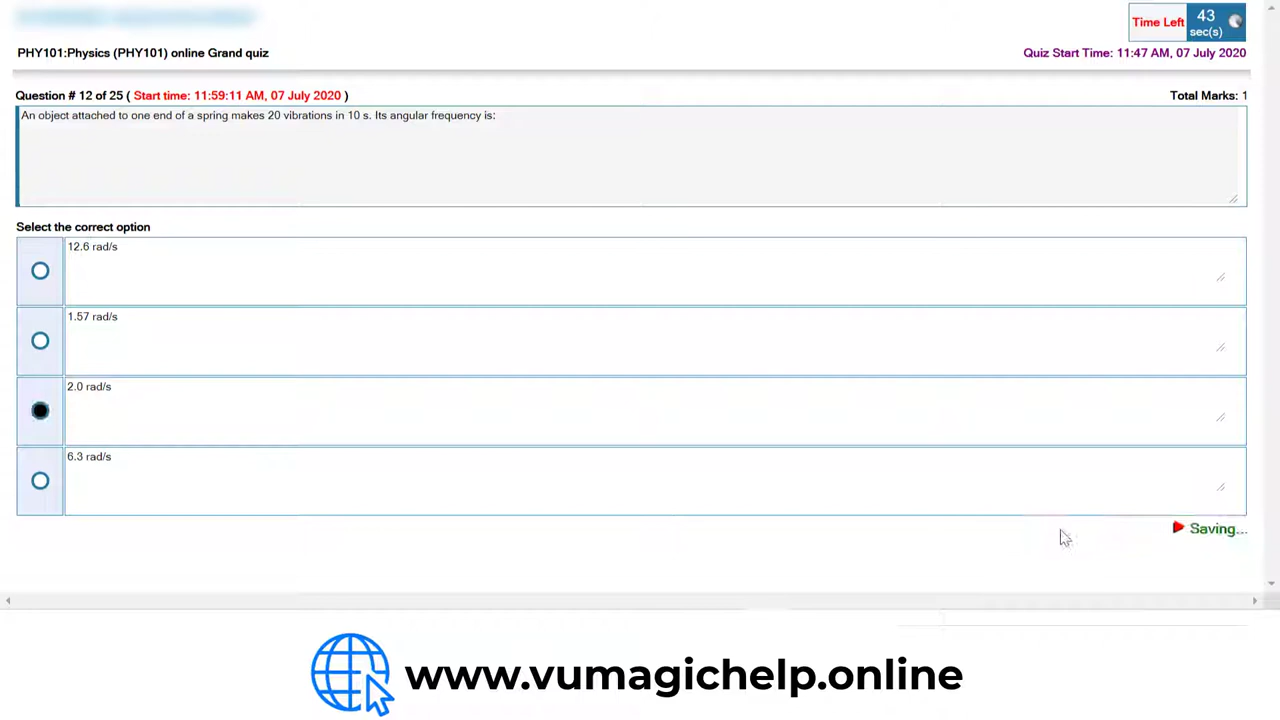 Time Left
43
sec(s)
PHY101:Physics (PHY101) online Grand quiz
Quiz Start Time: 11:47 AM, 07 July 2020
Question # 12 of 25 ( Start time: 11:59:11 AM, 07 July 2020 )
Total Marks: 1
An object attached to one end of a spring makes 20 vibrations in 10 s. Its angular frequency is:
Select the correct option
12.6 rad/s
1.57 rad/s
2.0 rad/s
6.3 rad/s
Saving...
www.vumagichelp.online